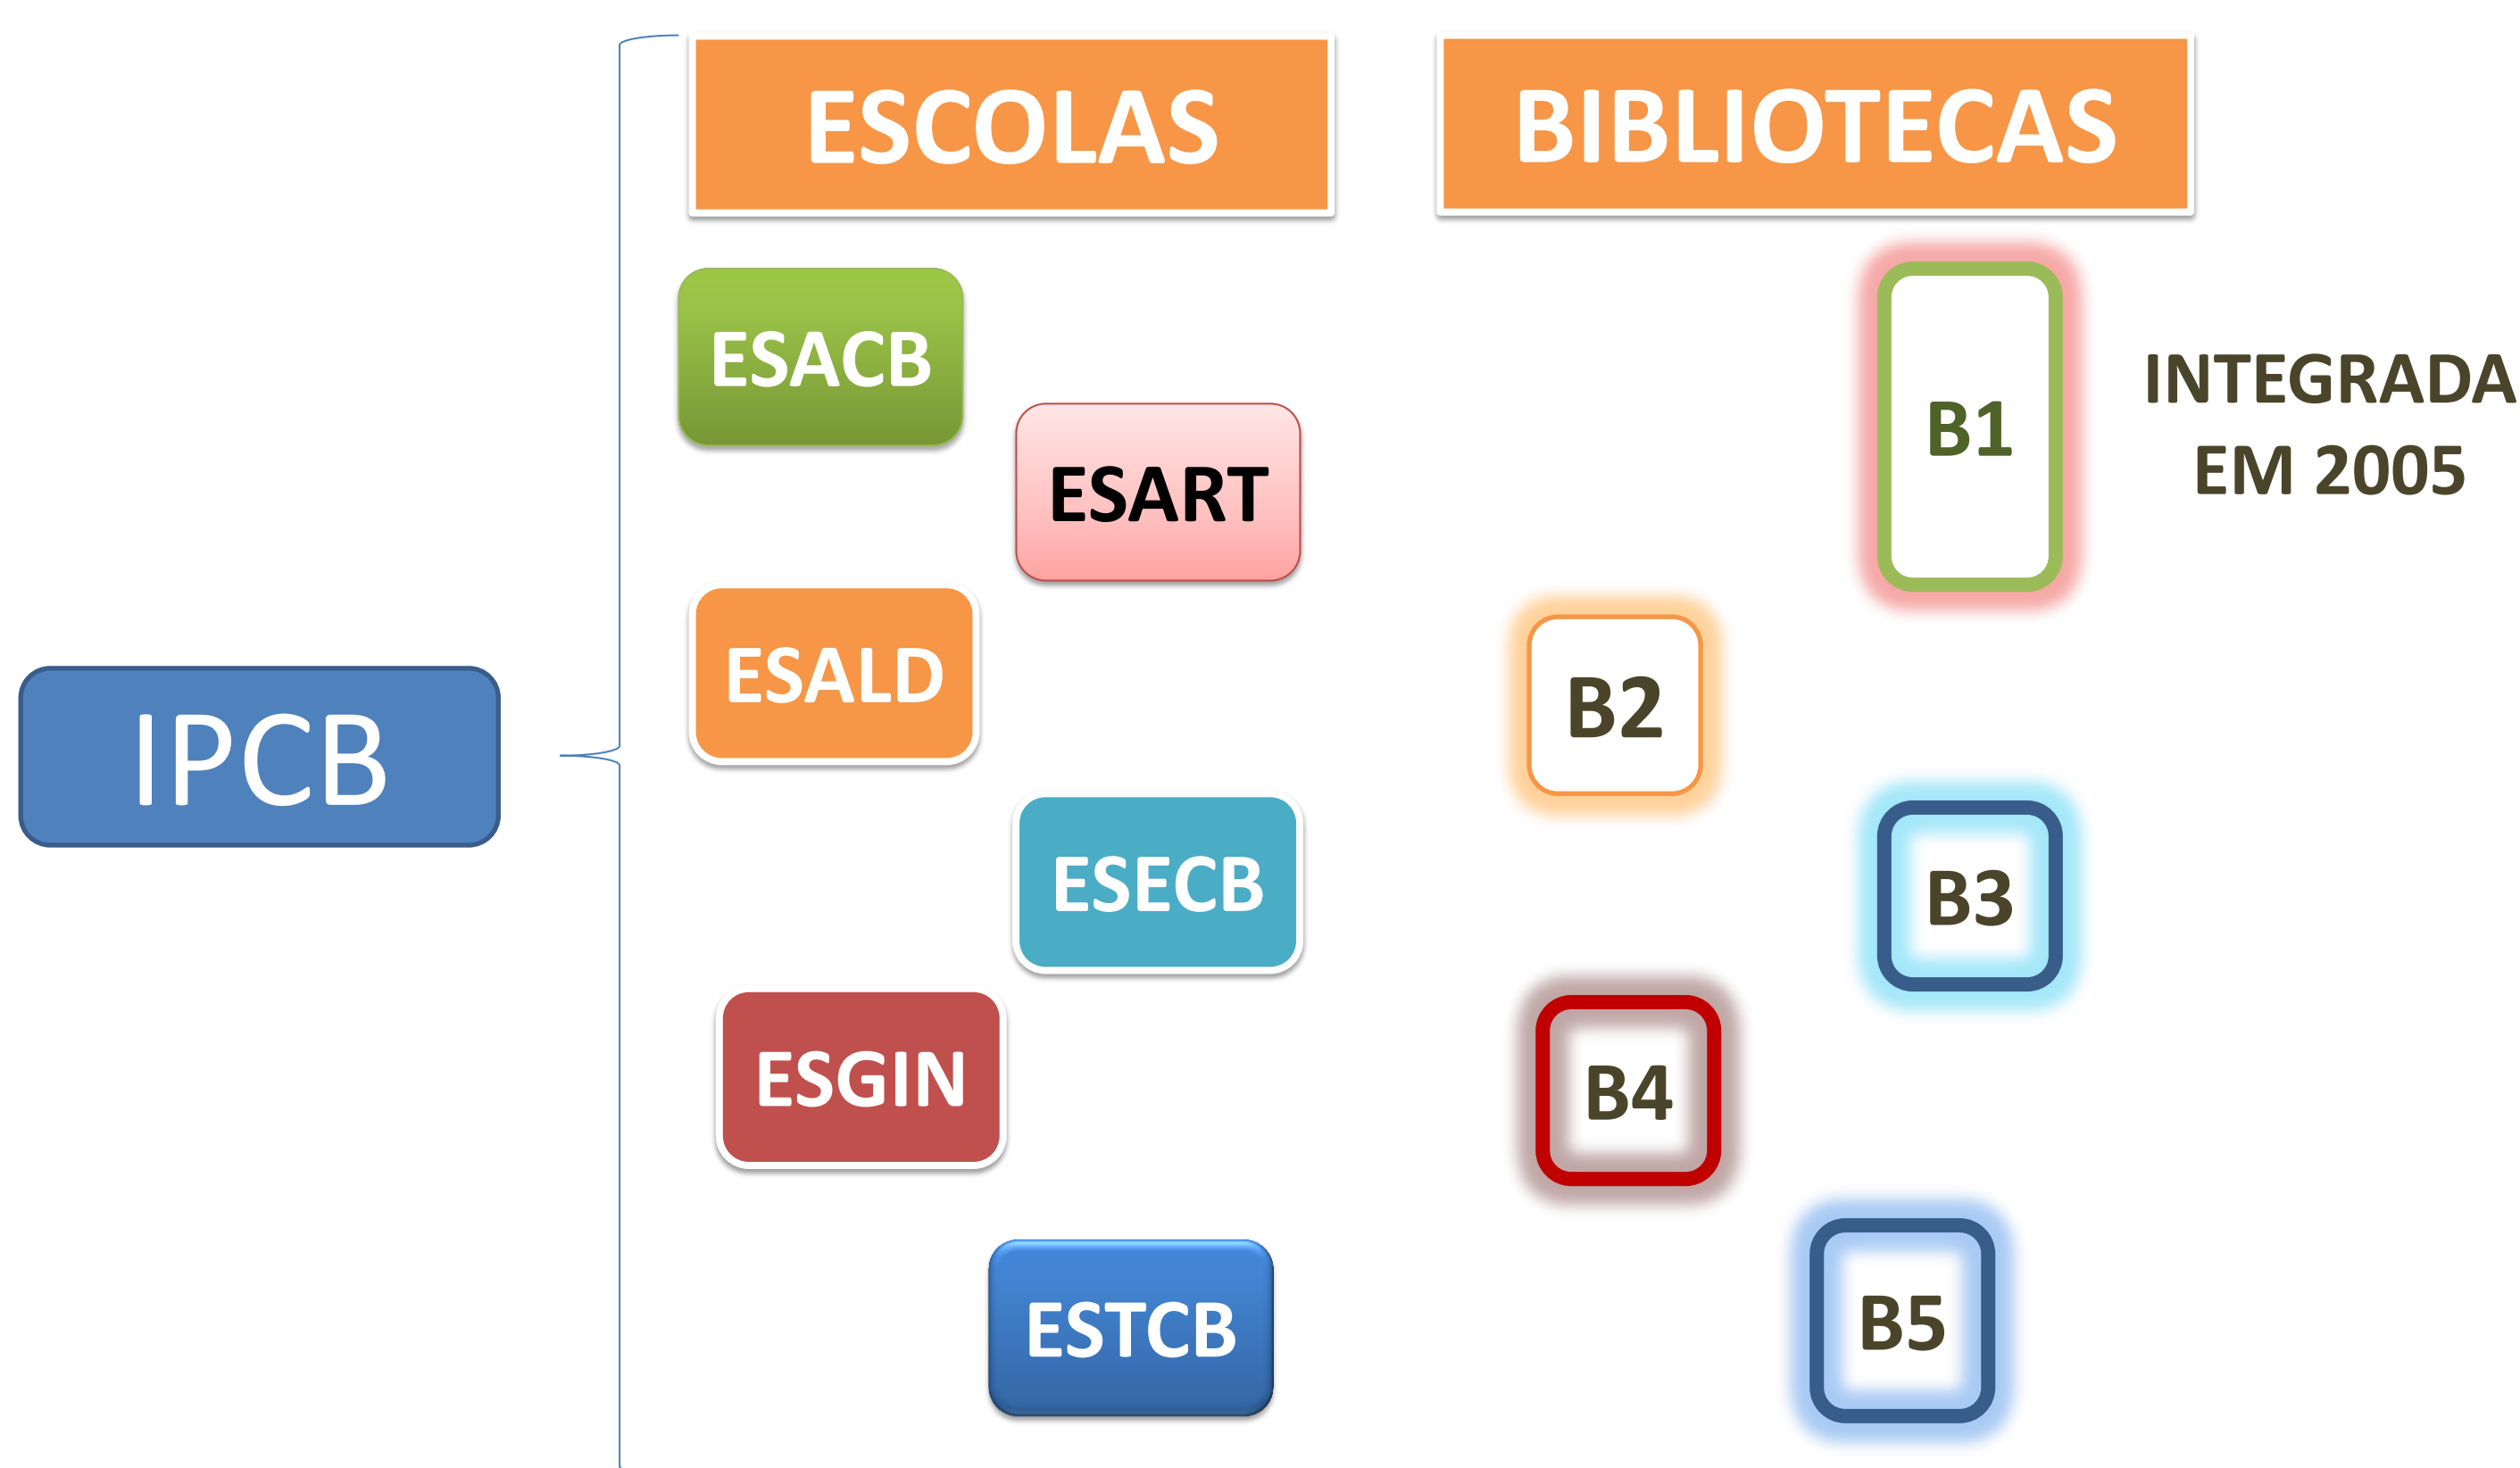 ESCOLAS
BIBLIOTECAS
ESACB
ESART
ESALD
IPCB
ESECB
ESGIN
ESTCB
B1
INTEGRADA
EM 2005
B2
B3
B4
B5